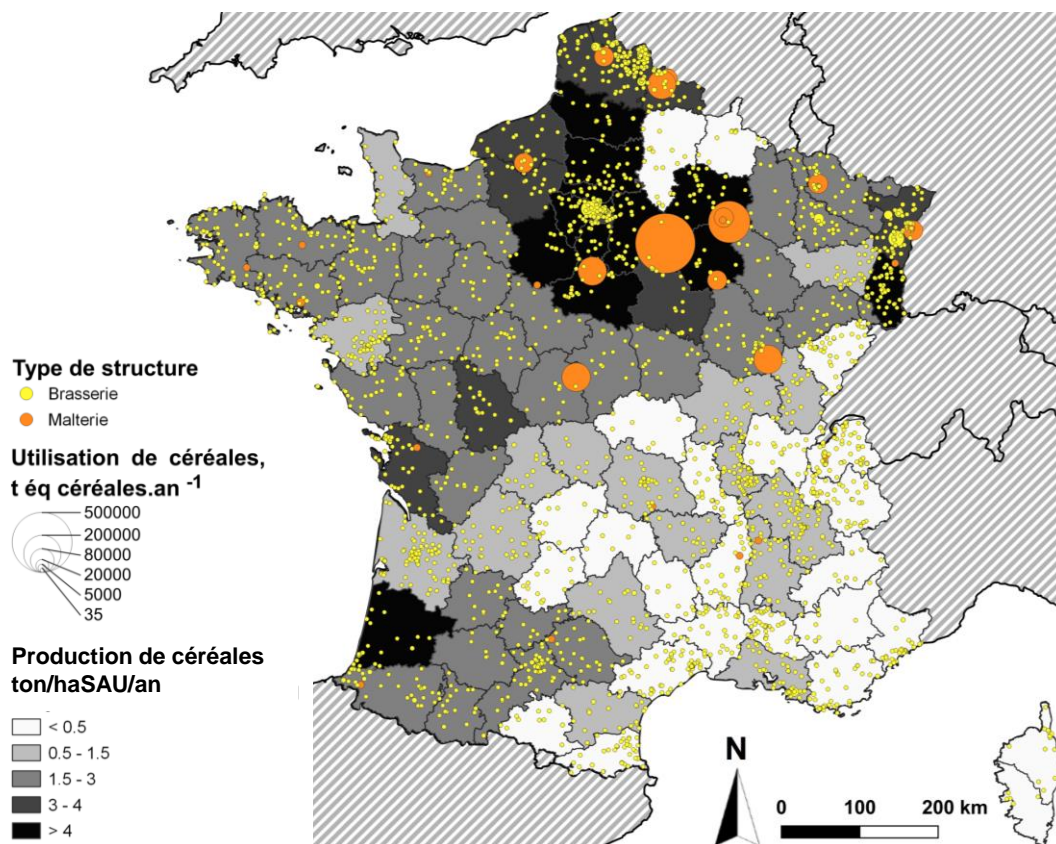 Type de structure
Brasserie
Malterie
Utilisation de céréales,
t éq céréales.an -1
500000
200000
80000
20000
5000
35
Production de céréales
ton/haSAU/an
< 0.5
0.5 - 1.5
1.5 - 3
3 - 4
> 4
N
0 100 200 km